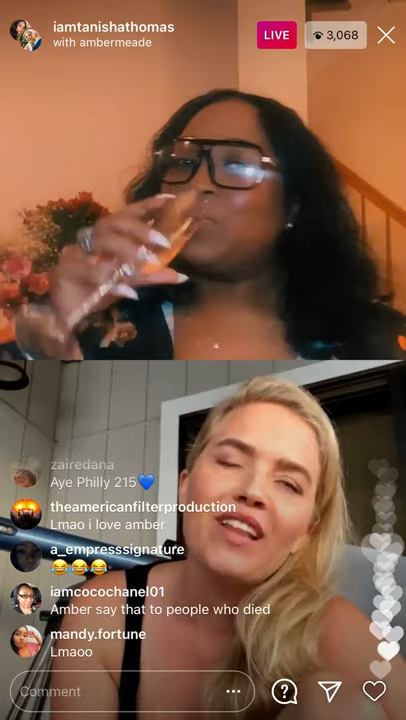 iamtanishathomas
with ambermeade
LIVE
3,068
zairedana
Aye Philly 215💙
theamericanfilterproduction
Lmao i love amber
a_empresssignature
😂😂😂
iamcocochanel01
Amber say that to people who died
mandy.fortune
Lmaoo
Comment